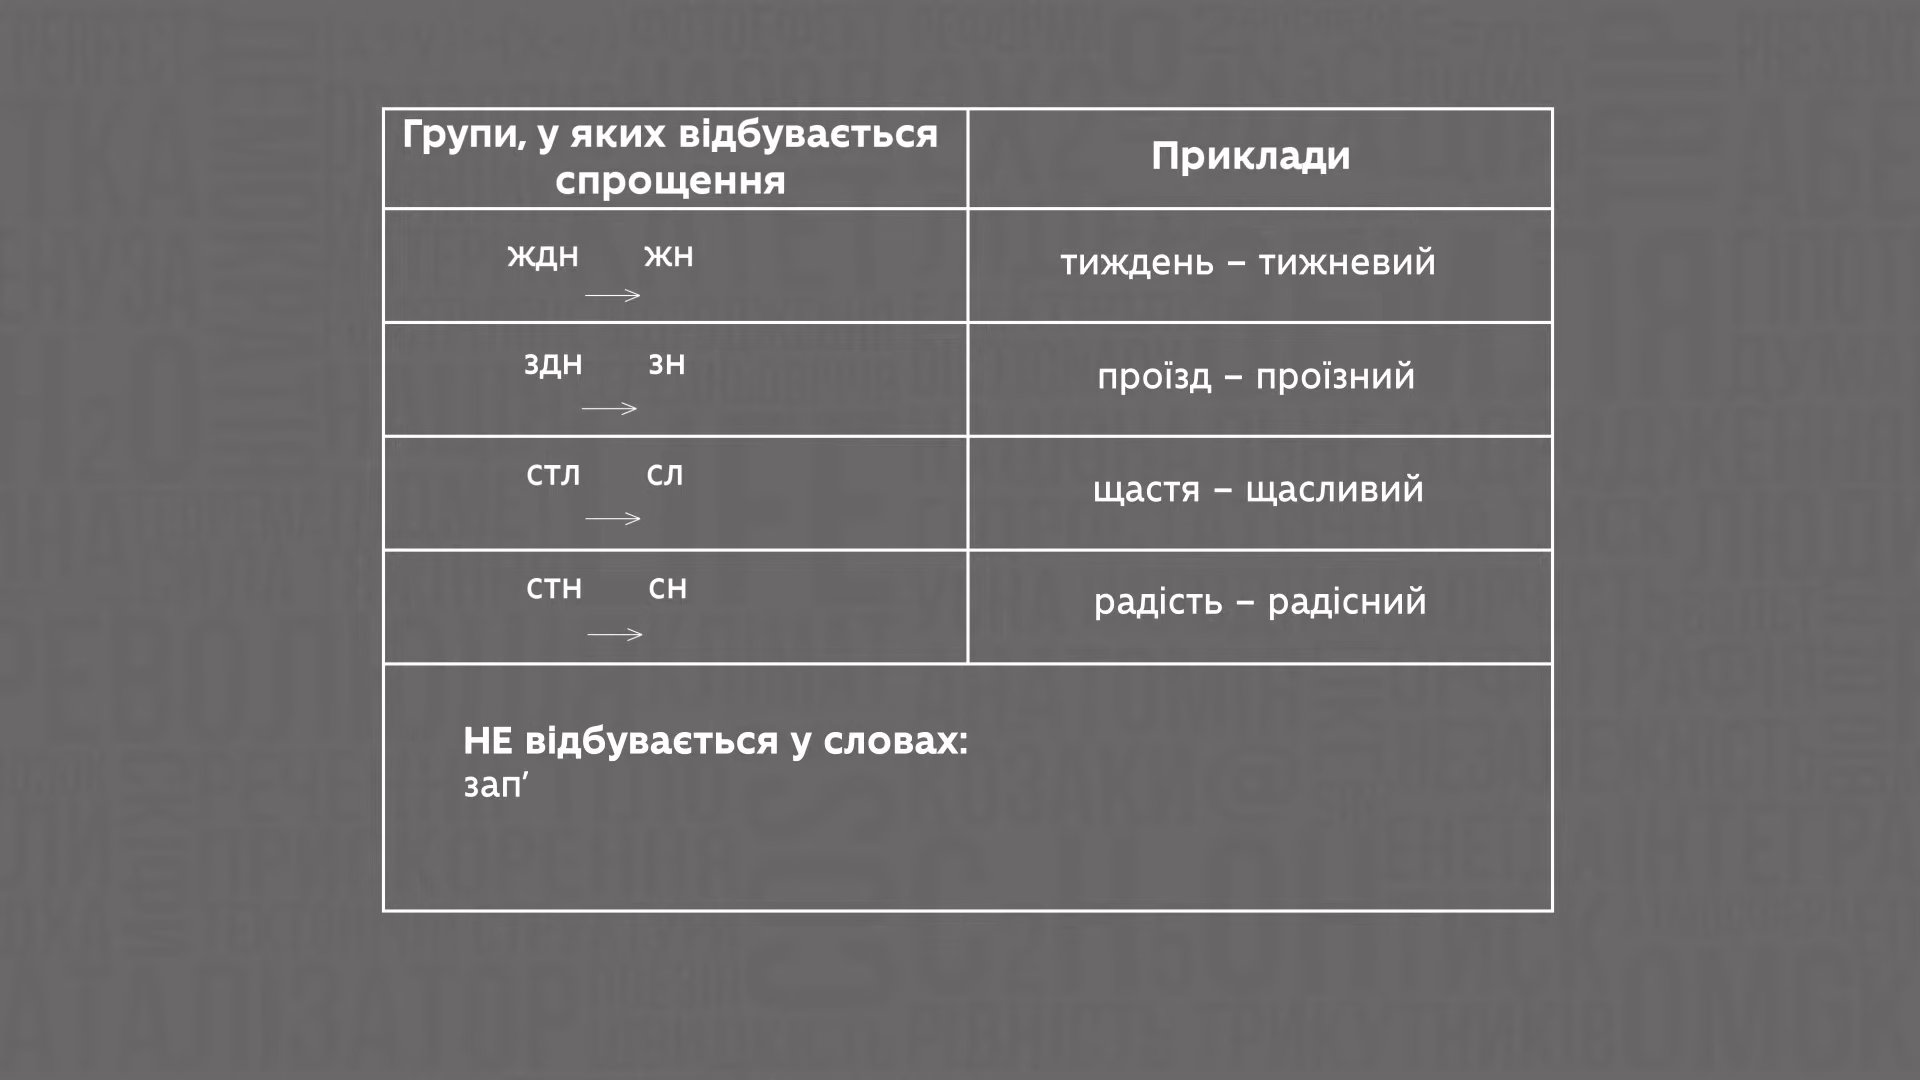 Групи, у яких відбувається
спрощення
Приклади
ждн → жн
тиждень – тижневий
здн → зн
проїзд – проїзний
стл → сл
щастя – щасливий
стн → сн
радість – радісний
НЕ відбувається у словах:
зап’